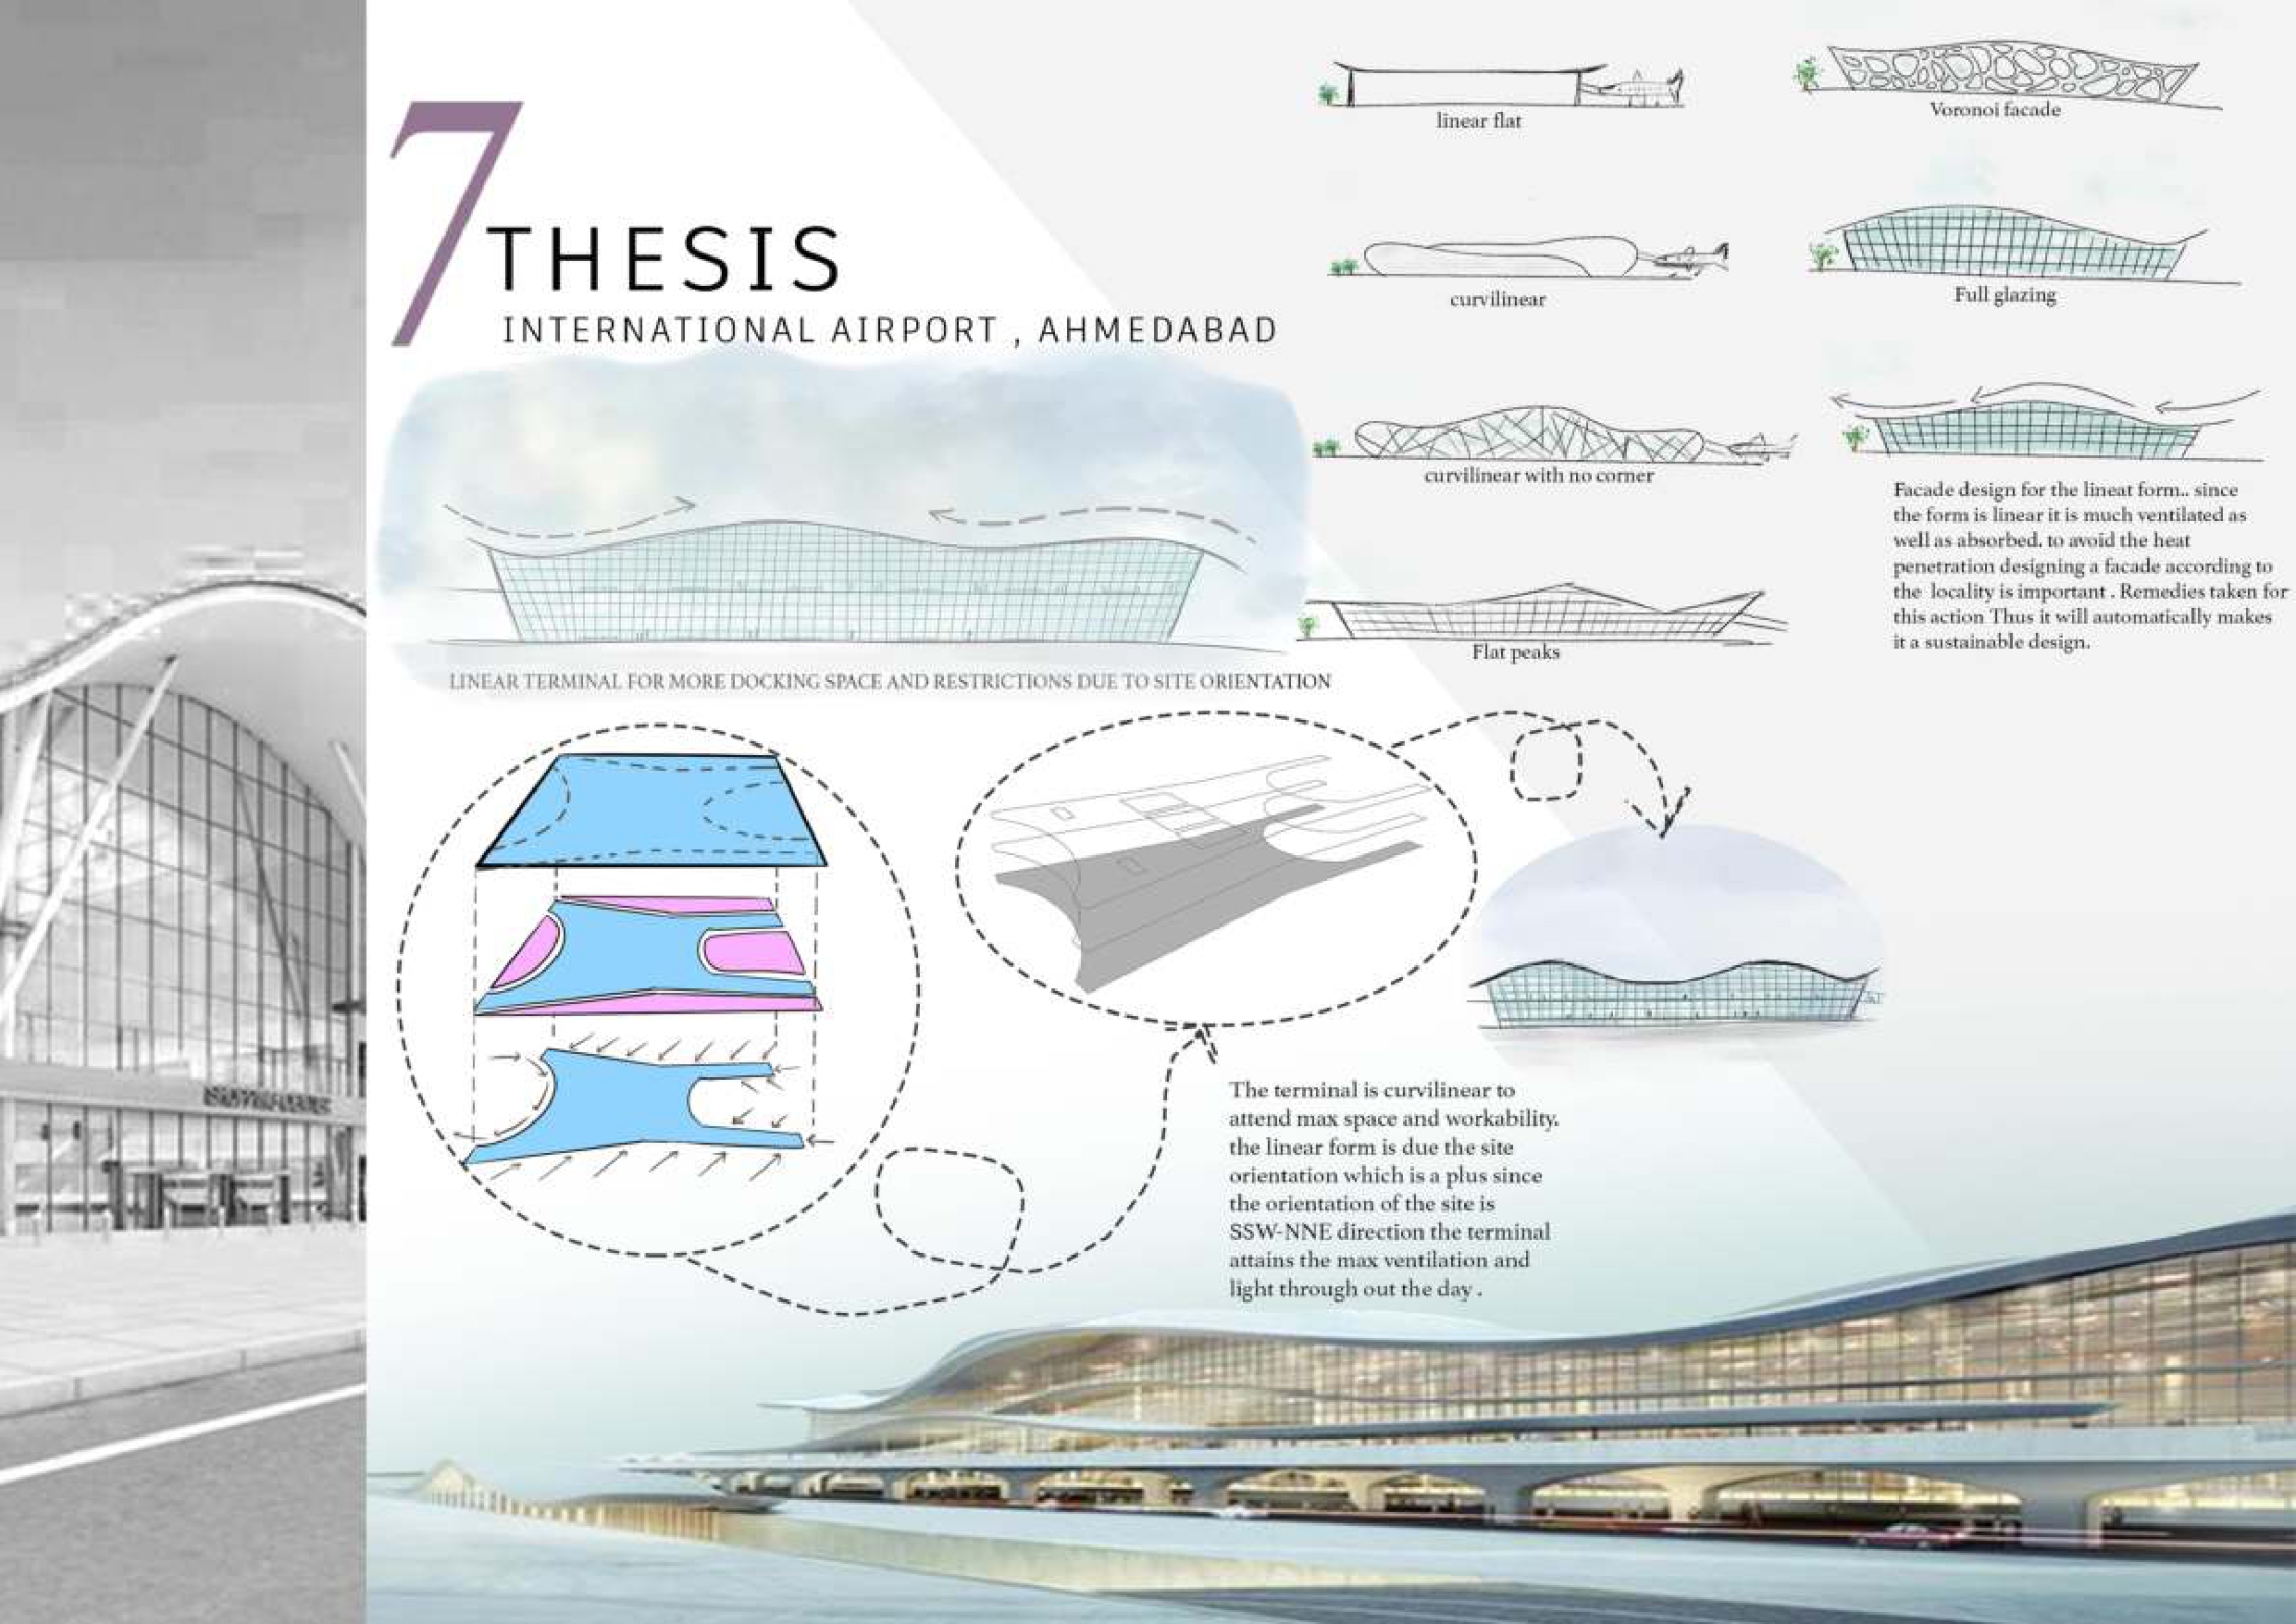 7
THESIS
INTERNATIONAL AIRPORT , AHMEDABAD
LINEAR TERMINAL FOR MORE DOCKING SPACE AND RESTRICTIONS DUE TO SITE ORIENTATION
linear flat
curvilinear
curvilinear with no corner
Flat peaks
Voronoi facade
Full glazing
Facade design for the lineat form.. since
the form is linear it is much ventilated as
well as absorbed. to avoid the heat
penetration designing a facade according to
the locality is important . Remedies taken for
this action Thus it will automatically makes
it a sustainable design.
The terminal is curvilinear to
attend max space and workability.
the linear form is due the site
orientation which is a plus since
the orientation of the site is
SSW-NNE direction the terminal
attains the max ventilation and
light through out the day .